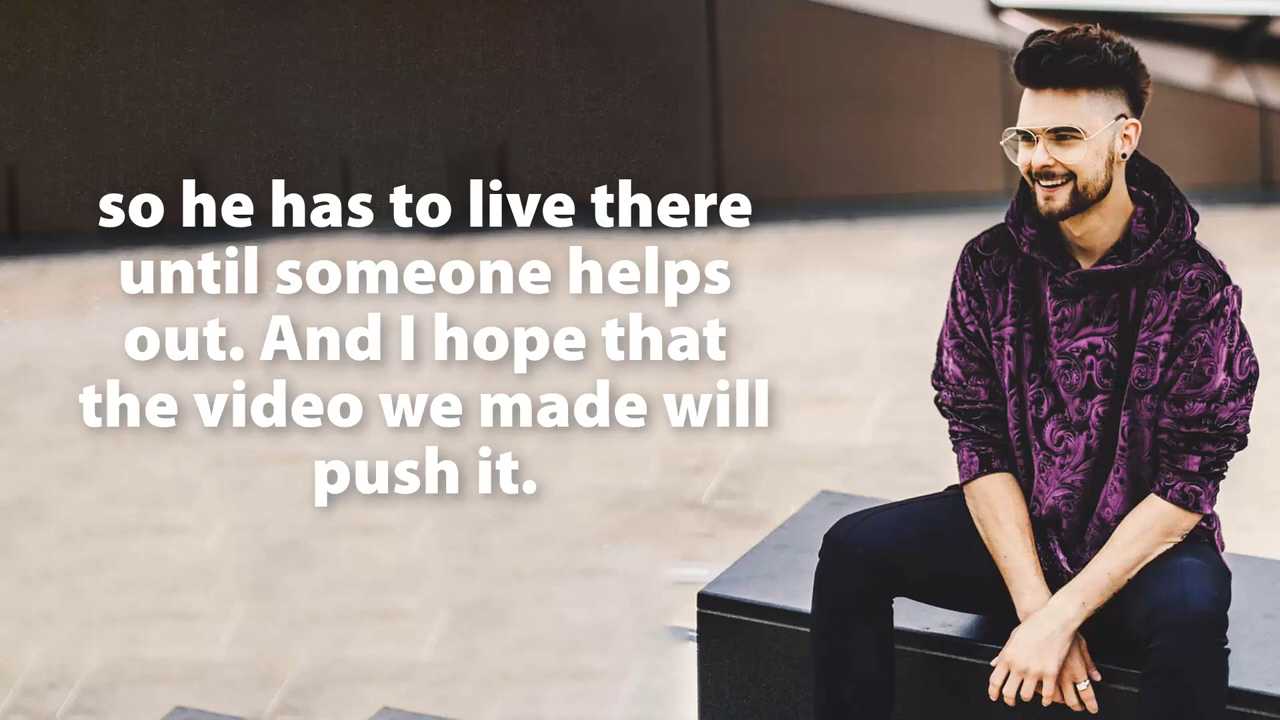 so he has to live there
until someone helps
out. And I hope that
the video we made will
push it.